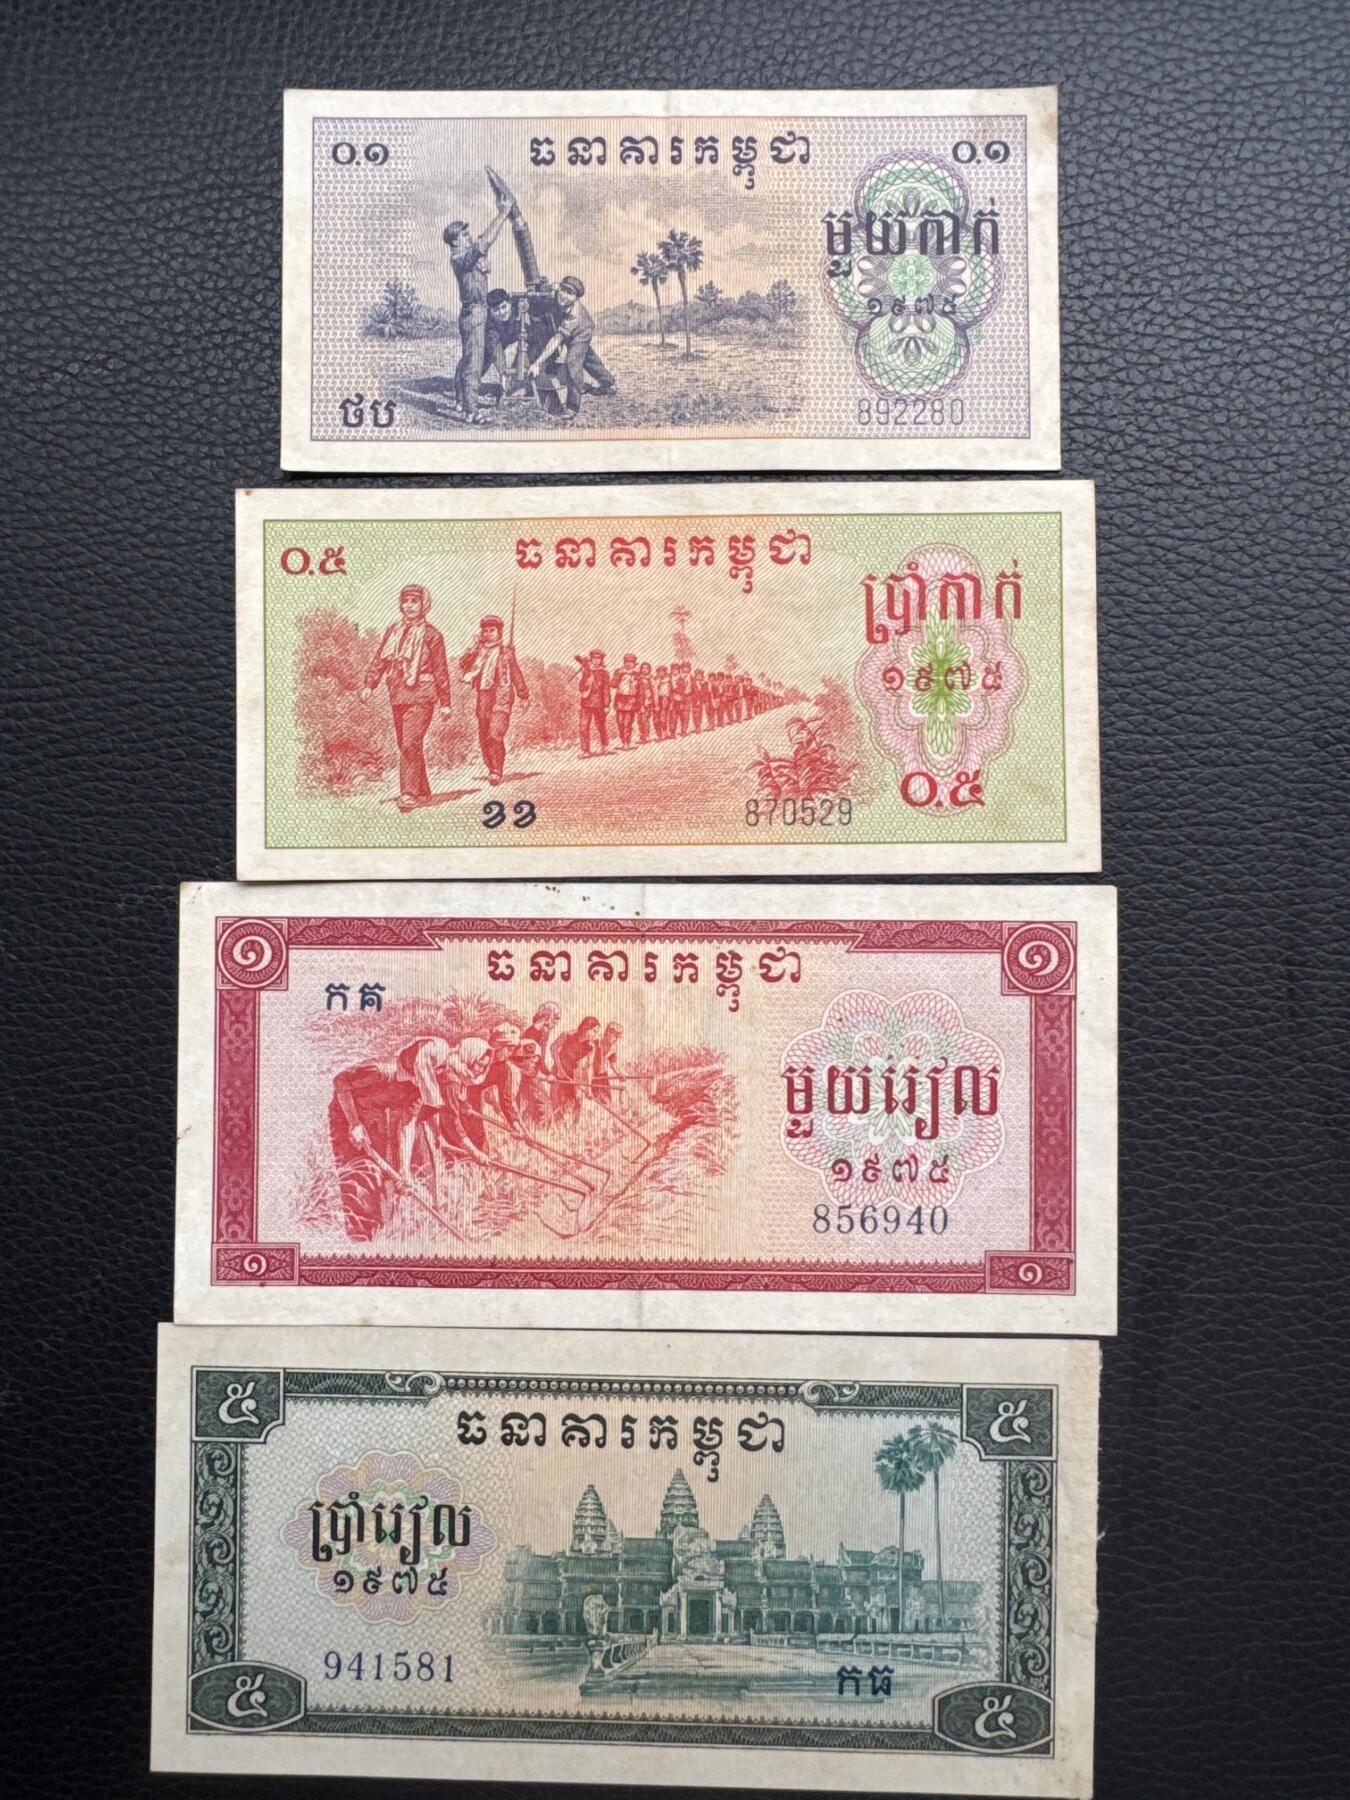 ០.១ ធនាគារកម្ពុជា ០.១
មួយកាក់
១៩៧៥
ថប 892280
០.៥ ធនាគារកម្ពុជា
ប្រាំកាក់
១៩៧៥
០.៥
ខខ 870529
១ ធនាគារកម្ពុជា ១
កគ
មួយរៀល
១៩៧៥
856940
១ ១
៥ ធនាគារកម្ពុជា ៥
ប្រាំរៀល
១៩៧៥
941581 កធ
៥ ៥